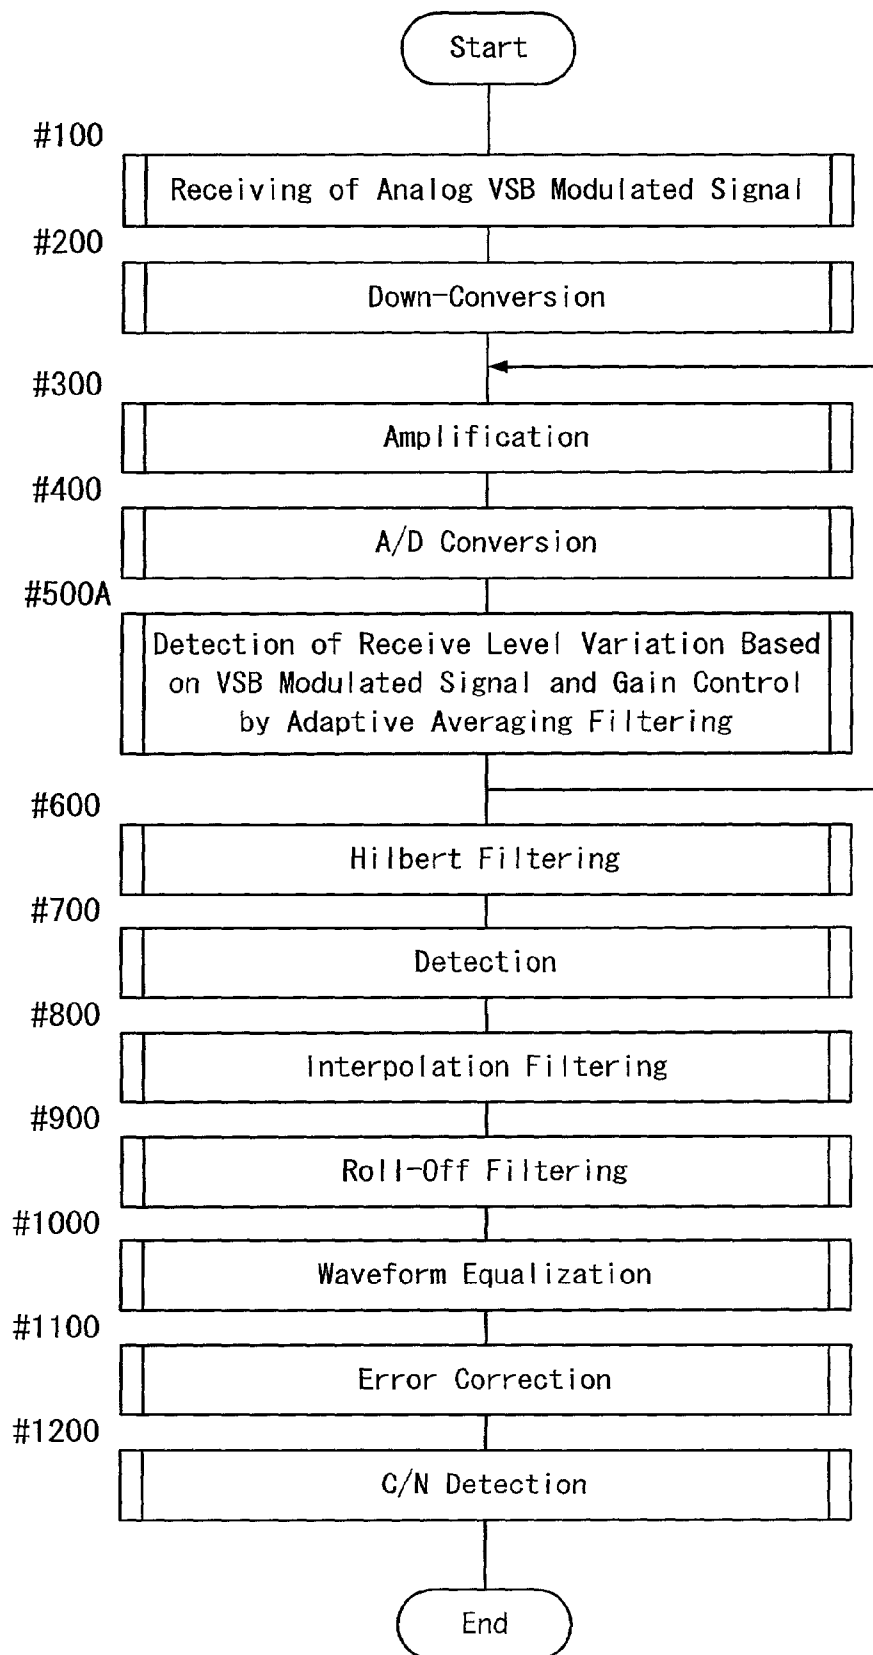 Start
#100
Receiving of Analog VSB Modulated Signal
#200
Down-Conversion
#300
Amplification
#400
A/D Conversion
#500A
Detection of Receive Level Variation Based
on VSB Modulated Signal and Gain Control
by Adaptive Averaging Filtering
#600
Hilbert Filtering
#700
Detection
#800
Interpolation Filtering
#900
Roll-Off Filtering
#1000
Waveform Equalization
#1100
Error Correction
#1200
C/N Detection
End